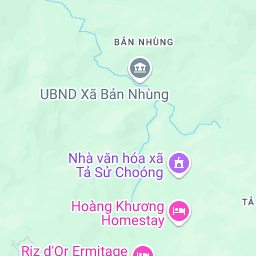 BẢN NHÙNG
UBND Xã Bản Nhùng
Nhà văn hóa xã
Tả Sử Choóng
TẢ
Hoàng Khương
Homestay
Riz d'Or Ermitage